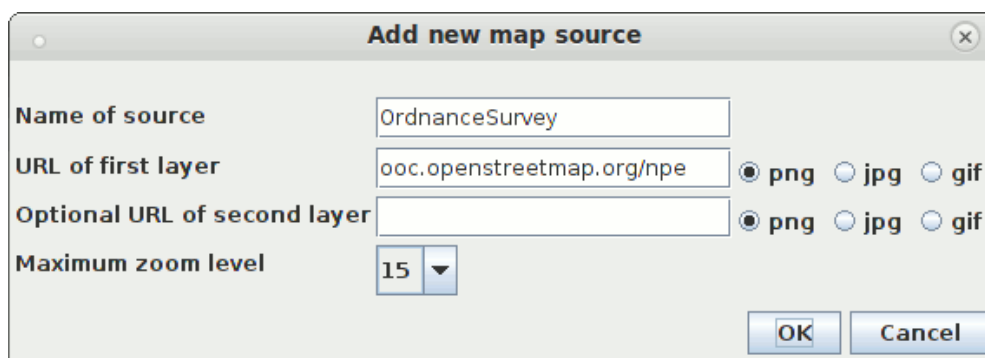 Add new map source
Name of source OrdnanceSurvey
URL of first layer ooc.openstreetmap.org/npe png jpg gif
Optional URL of second layer png jpg gif
Maximum zoom level 15
OK Cancel